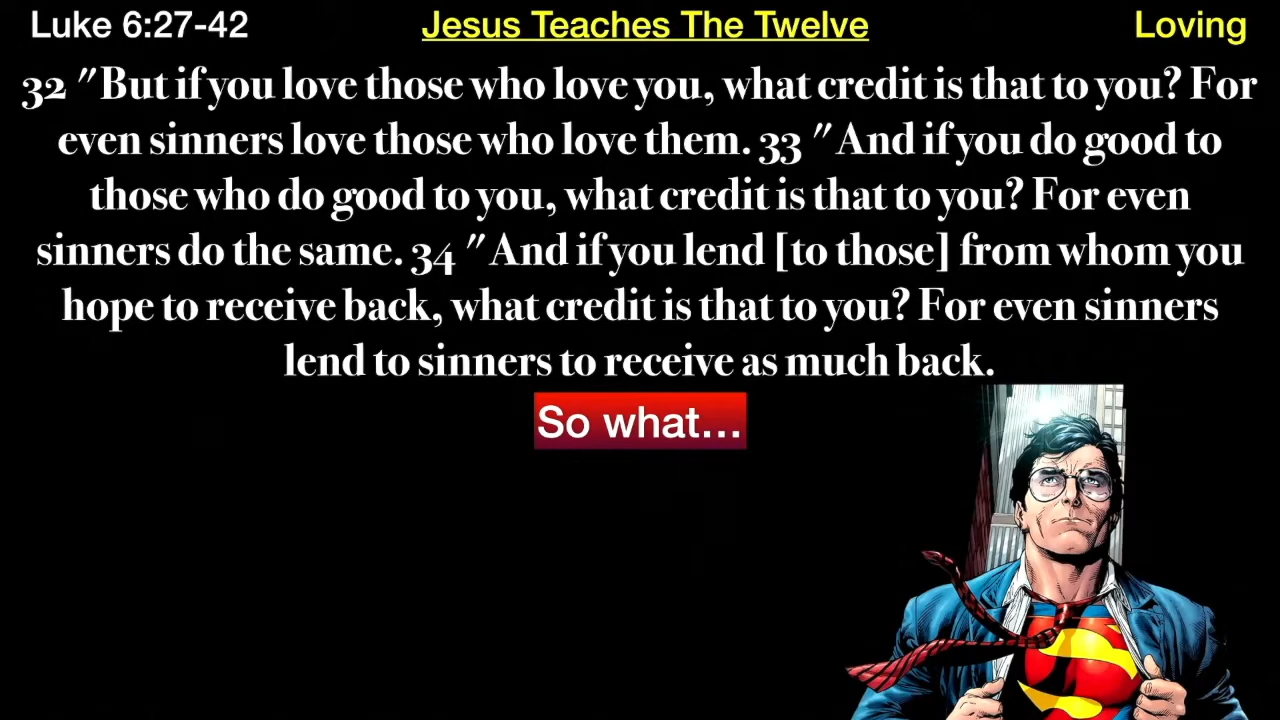 Luke 6:27-42 Jesus Teaches The Twelve Loving
32 "But if you love those who love you, what credit is that to you? For
even sinners love those who love them. 33 "And if you do good to
those who do good to you, what credit is that to you? For even
sinners do the same. 34 "And if you lend [to those] from whom you
hope to receive back, what credit is that to you? For even sinners
lend to sinners to receive as much back.
So what...
S